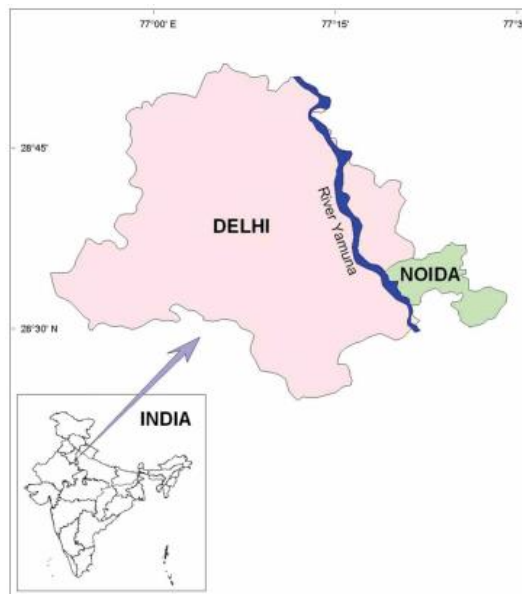 77°00' E
77°15'
28°45'
DELHI
River Yamuna
NOIDA
28°30' N
INDIA